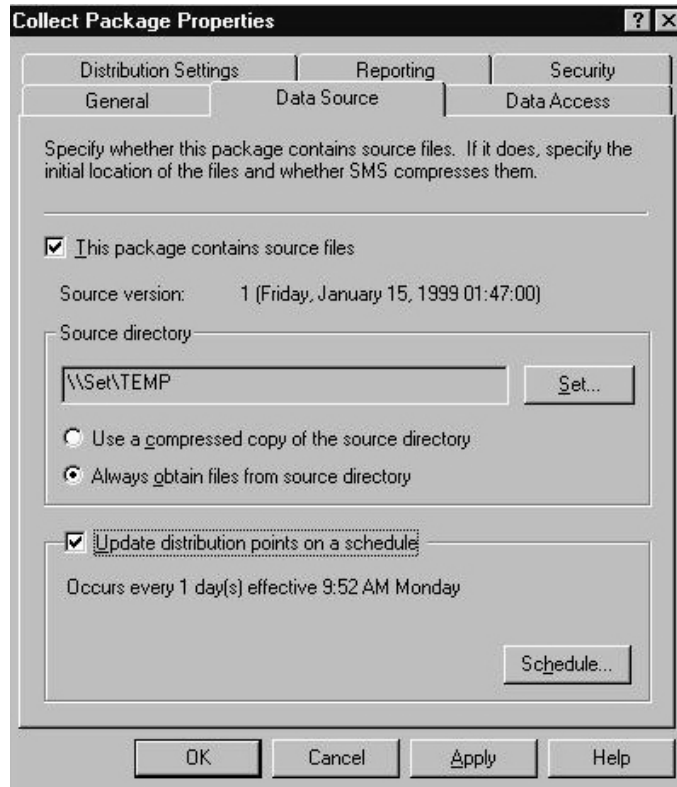 Collect Package Properties
Distribution Settings Reporting Security
General Data Source Data Access
Specify whether this package contains source files. If it does, specify the
initial location of the files and whether SMS compresses them.
This package contains source files
Source version: 1 (Friday, January 15, 1999 01:47:00)
Source directory
\\Set\TEMP
Set...
Use a compressed copy of the source directory
Always obtain files from source directory
Update distribution points on a schedule
Occurs every 1 day(s) effective 9:52 AM Monday
Schedule...
OK Cancel Apply Help